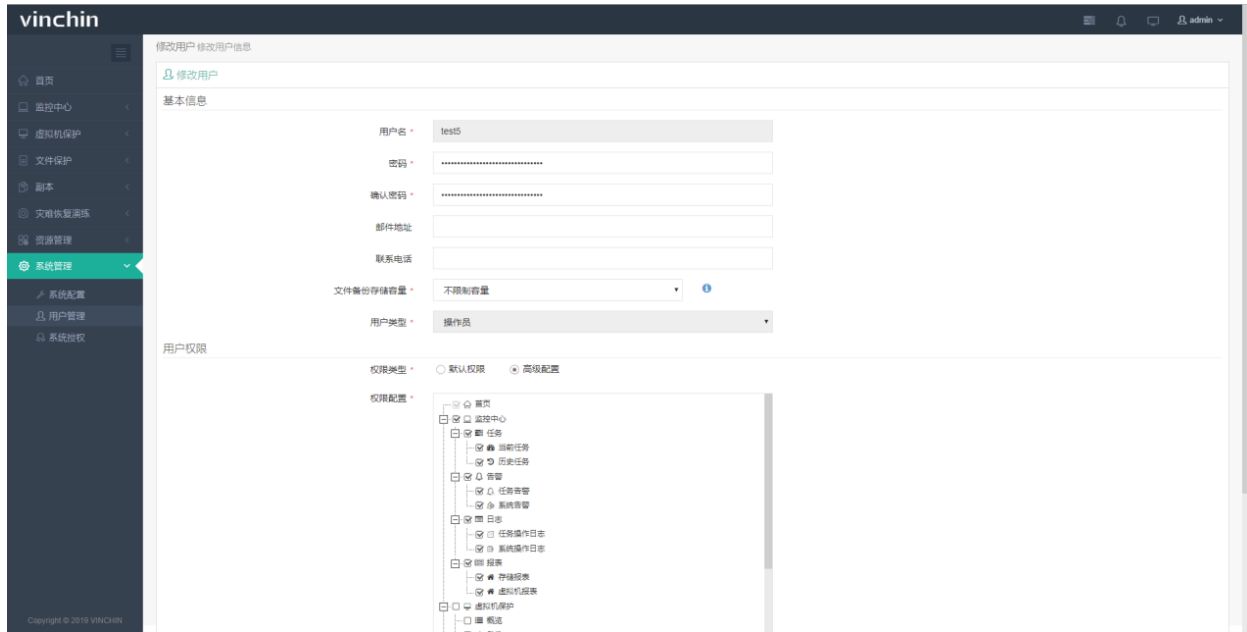 vinchin
admin
修改用户 修改用户信息
首页
监控中心
虚拟机保护
文件保护
副本
灾难恢复演练
资源管理
系统管理
系统配置
用户管理
系统授权
Copyright © 2019 VINCHIN
修改用户
基本信息
用户名 * test5
密码 * •••••••••••••••••••••••••••••••
确认密码 * •••••••••••••••••••••••••••••••
邮件地址
联系电话
文件备份存储容量 * 不限制容量
用户类型 * 操作员
用户权限
权限类型 * 默认权限 高级配置
权限配置 *
首页
监控中心
任务
当前任务
历史任务
告警
任务告警
系统告警
日志
任务操作日志
系统操作日志
报表
存储报表
虚拟机报表
虚拟机保护
概览